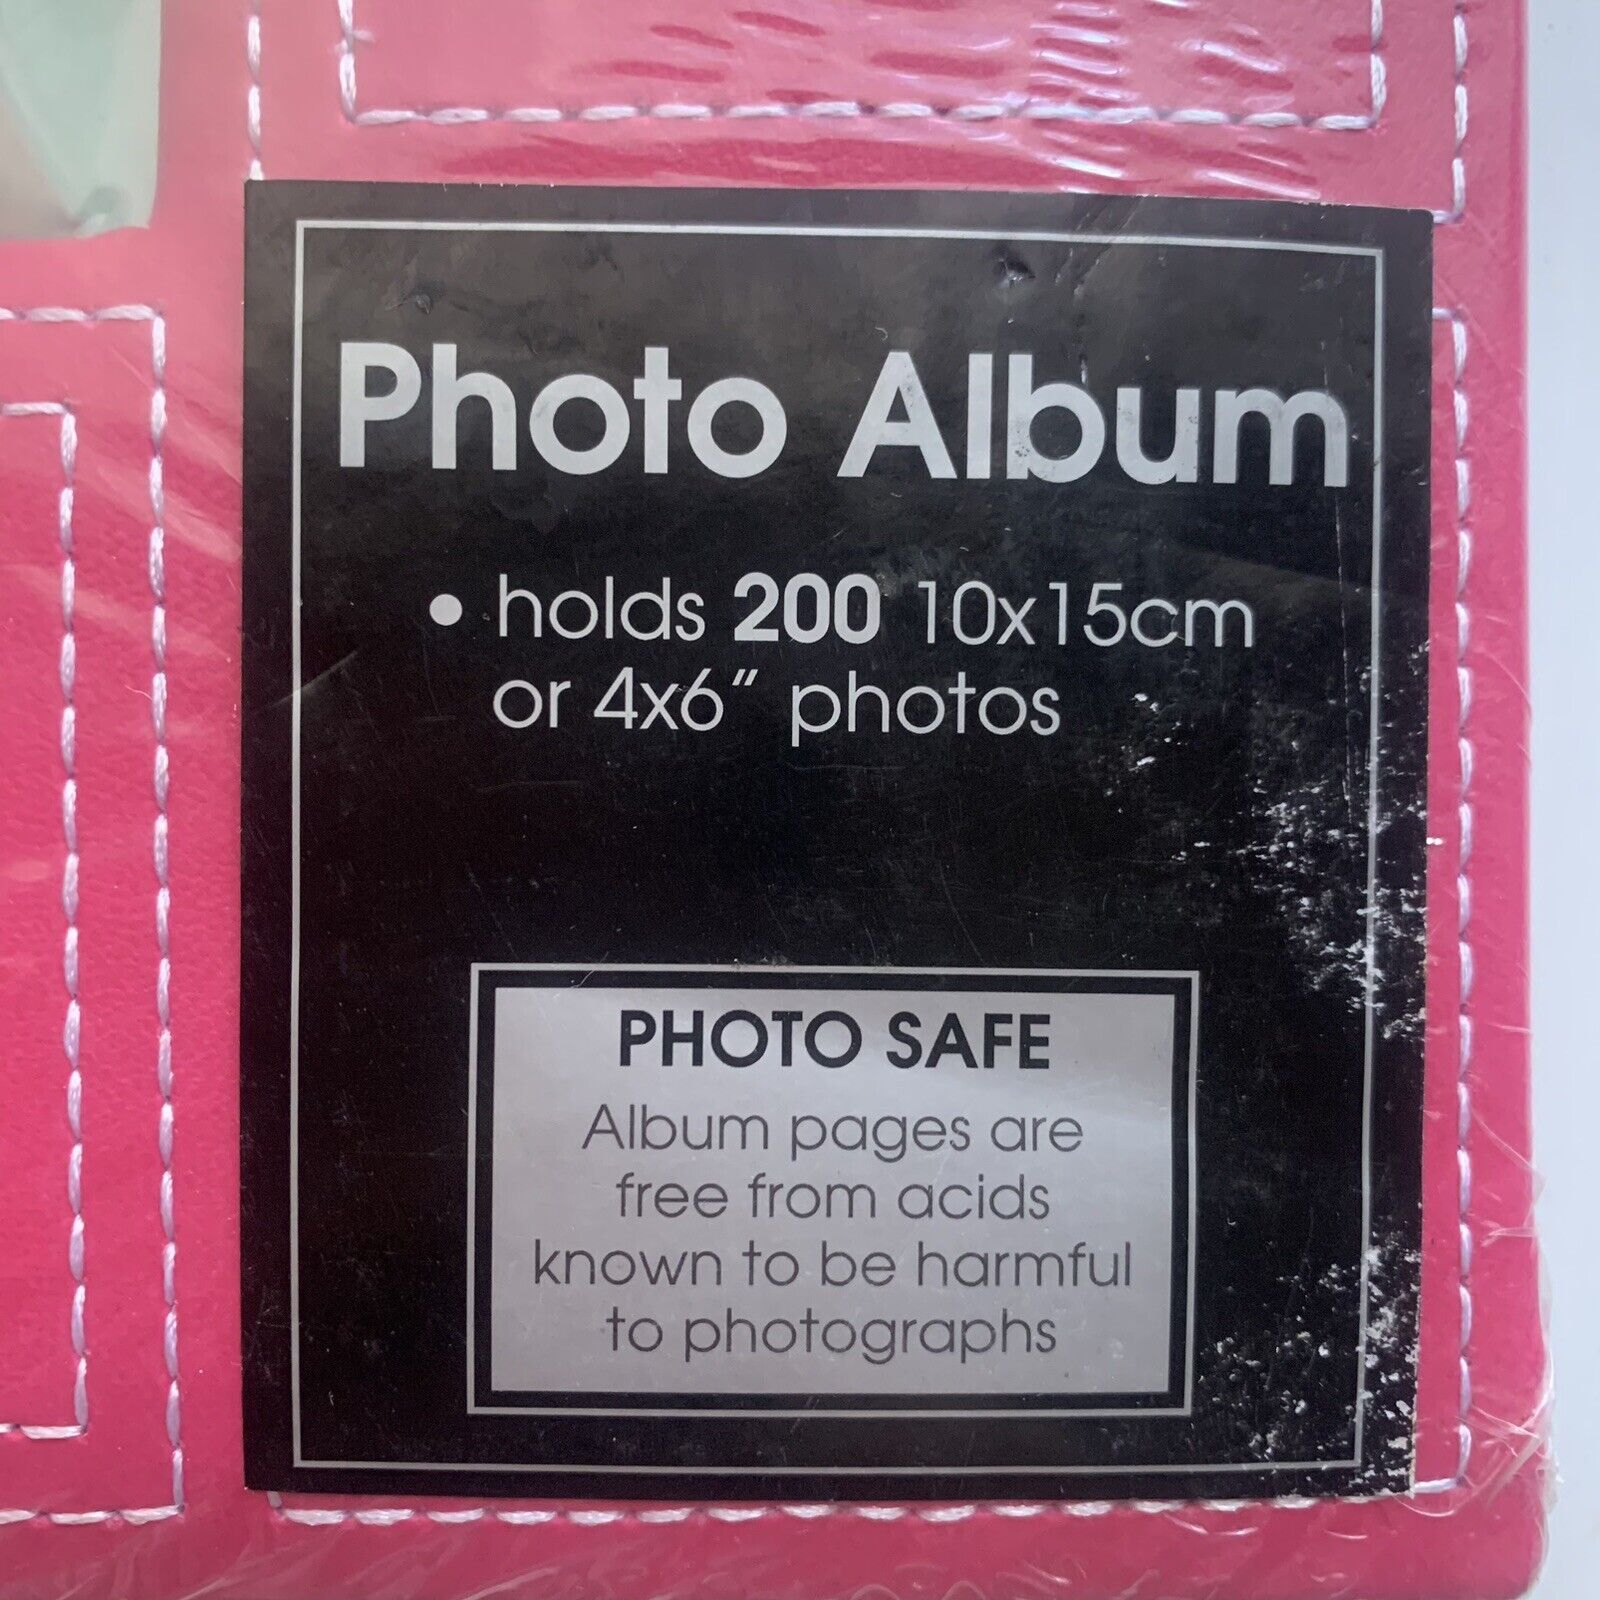 Photo Album
• holds 200 10x15cm
or 4x6" photos
PHOTO SAFE
Album pages are
free from acids
known to be harmful
to photographs